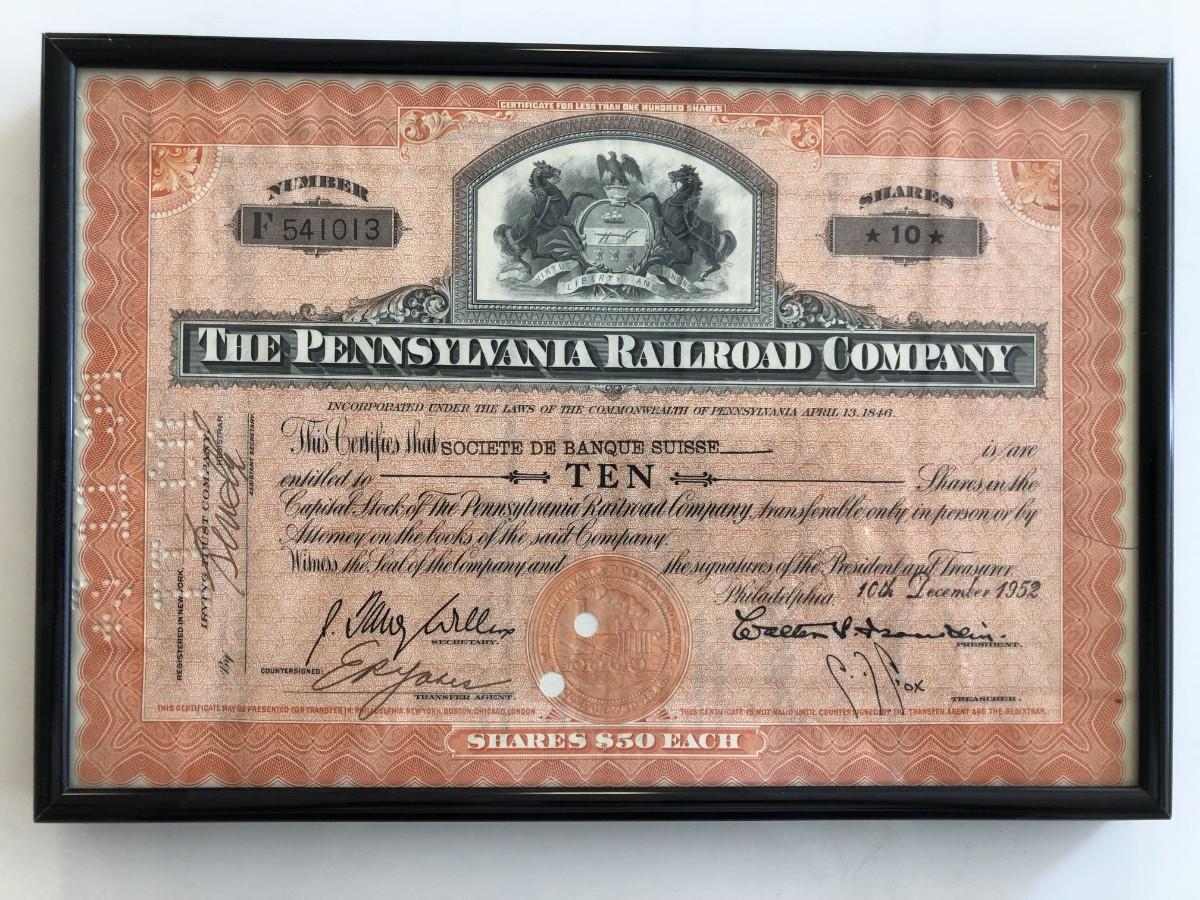 CERTIFICATE FOR LESS THAN ONE HUNDRED SHARES
NUMBER
F 541013
SHARES
★ 10 ★
VIRTUE LIBERTY AND
THE PENNSYLVANIA RAILROAD COMPANY
INCORPORATED UNDER THE LAWS OF THE COMMONWEALTH OF PENNSYLVANIA APRIL 13, 1846.
This Certifies that SOCIETE DE BANQUE SUISSE is/are
entitled to TEN Shares in the
Capital Stock of The Pennsylvania Railroad Company, transferable only in person or by
Attorney on the books of the said Company.
Witness the Seal of the Company and the signatures of the President and Treasurer.
Philadelphia, 10th December 1952
SECRETARY.
PRESIDENT.
COUNTERSIGNED:
TRANSFER AGENT.
TREASURER.
REGISTERED IN NEW YORK.
IRVING TRUST COMPANY
REGISTRAR.
By
ASSISTANT SECRETARY
THIS CERTIFICATE MAY BE PRESENTED FOR TRANSFER IN: PHILADELPHIA, NEW YORK, BOSTON, CHICAGO, LONDON.
THIS CERTIFICATE IS NOT VALID UNTIL COUNTERSIGNED BY THE TRANSFER AGENT AND THE REGISTRAR.
SHARES $50 EACH